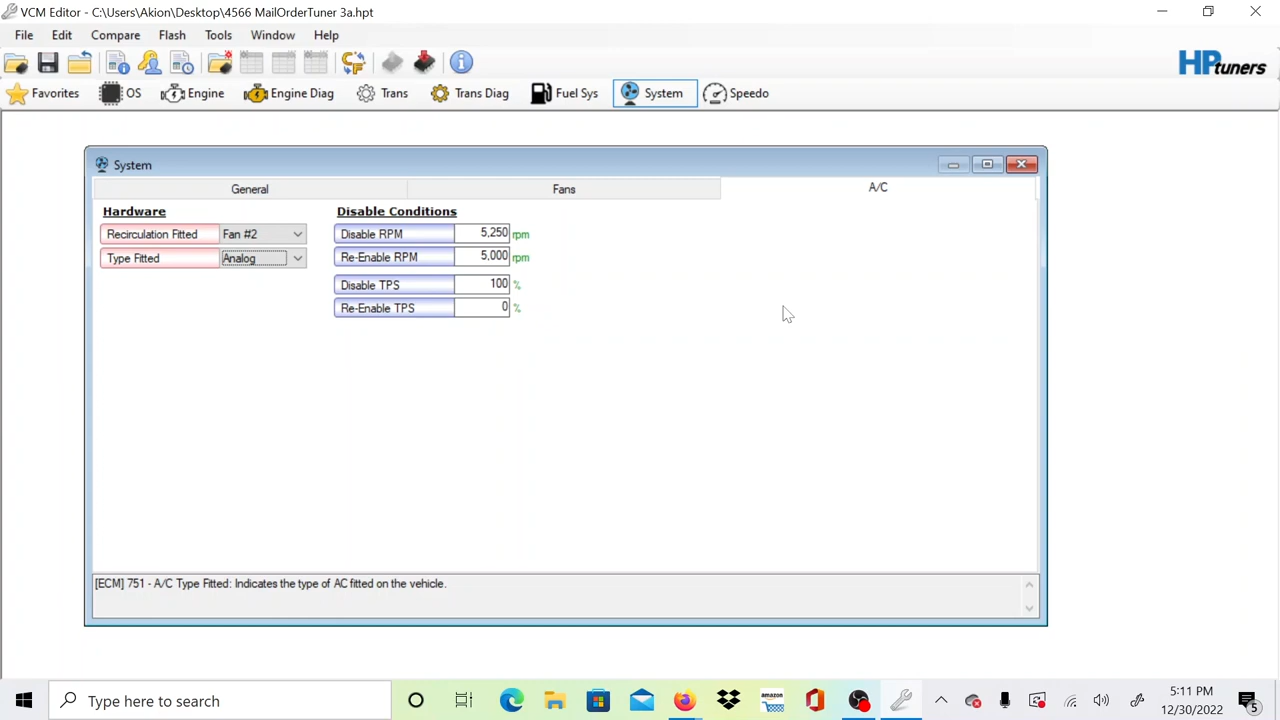 VCM Editor - C:\Users\Akion\Desktop\4566 MailOrderTuner 3a.hpt
File Edit Compare Flash Tools Window Help
HPtuners
Favorites OS Engine Engine Diag Trans Trans Diag Fuel Sys System Speedo
System
General Fans A/C
Hardware Disable Conditions
Recirculation Fitted Fan #2 Disable RPM 5,250 rpm
Type Fitted Analog Re-Enable RPM 5,000 rpm
Disable TPS 100 %
Re-Enable TPS 0 %
[ECM] 751 - A/C Type Fitted: Indicates the type of AC fitted on the vehicle.
Type here to search
amazon
5:11 PM
12/30/2022
5